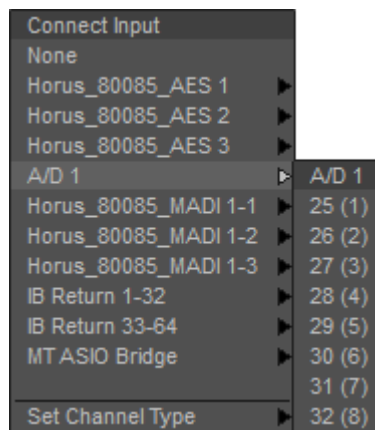 Connect Input
None
Horus_80085_AES 1
Horus_80085_AES 2
Horus_80085_AES 3
A/D 1
Horus_80085_MADI 1-1
Horus_80085_MADI 1-2
Horus_80085_MADI 1-3
IB Return 1-32
IB Return 33-64
MT ASIO Bridge
Set Channel Type
A/D 1
25 (1)
26 (2)
27 (3)
28 (4)
29 (5)
30 (6)
31 (7)
32 (8)